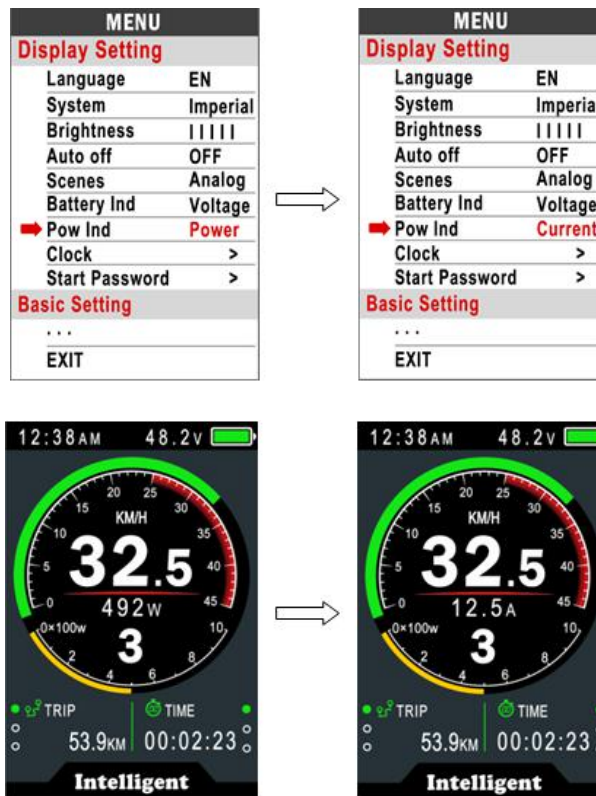 MENU
Display Setting
Language EN
System Imperial
Brightness | | | | |
Auto off OFF
Scenes Analog
Battery Ind Voltage
Pow Ind Power
Clock >
Start Password >
Basic Setting
...
EXIT
MENU
Display Setting
Language EN
System Imperia
Brightness | | | | |
Auto off OFF
Scenes Analog
Battery Ind Voltage
Pow Ind Current
Clock >
Start Password >
Basic Setting
...
EXIT
12:38AM 48.2V
0 5 10 15 20 25 30 35 40 45
KM/H
32.5
492W
0×100w 2 4 6 8 10
3
TRIP TIME
53.9KM 00:02:23
Intelligent
12:38AM 48.2V
0 5 10 15 20 25 30 35 40 45
KM/H
32.5
12.5A
0×100w 2 4 6 8 10
3
TRIP TIME
53.9KM 00:02:23
Intelligent